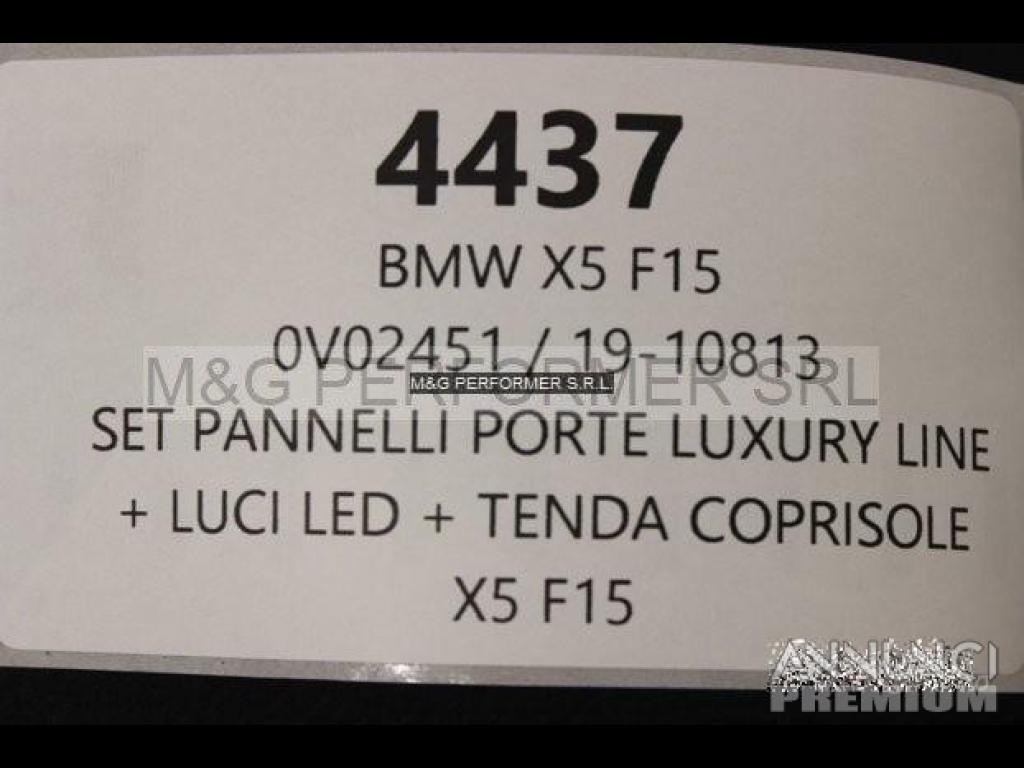 4437
BMW X5 F15
0V02451 / 19-10813
M&G PERFORMER SRL
M&G PERFORMER S.R.L.
SET PANNELLI PORTE LUXURY LINE
+ LUCI LED + TENDA COPRISOLE
X5 F15
ANNUNCI
PREMIUM